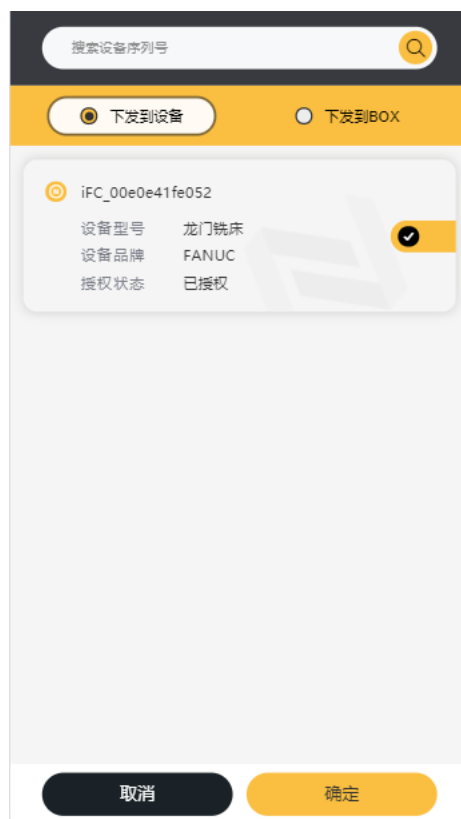 搜索设备序列号
下发到设备 下发到BOX
iFC_00e0e41fe052
设备型号 龙门铣床
设备品牌 FANUC
授权状态 已授权
取消 确定